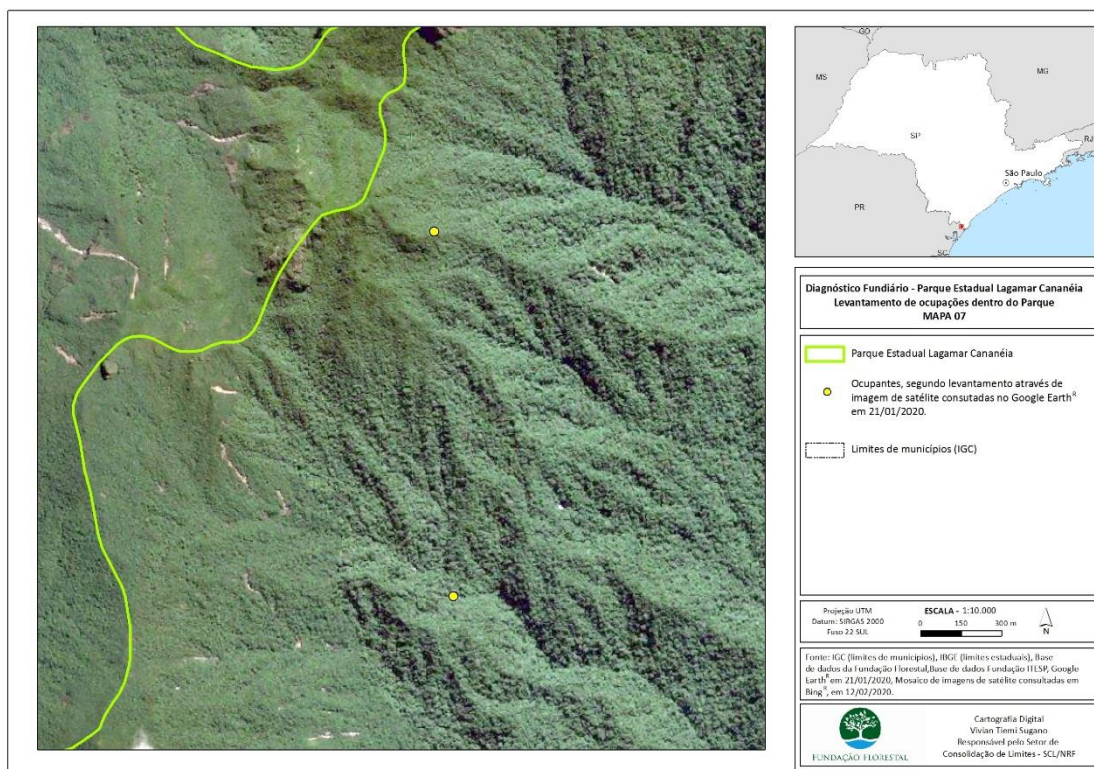 GO
MS
MG
SP
RJ
São Paulo
PR
SC
Diagnóstico Fundiário - Parque Estadual Lagamar Cananéia
Levantamento de ocupações dentro do Parque
MAPA 07
Parque Estadual Lagamar Cananéia
Ocupantes, segundo levantamento através de
imagem de satélite consutadas no Google Earth R
em 21/01/2020.
Limites de municípios (IGC)
Projeção UTM
Datum: SIRGAS 2000
Fuso 22 SUL
ESCALA - 1:10.000
0 150 300 m
N
Fonte: IGC (limites de municípios), IBGE (limites estaduais), Base
de dados da Fundação Florestal,Base de dados Fundação ITESP, Google
Earth R em 21/01/2020, Mosaico de imagens de satélite consultadas em
Bing R, em 12/02/2020.
FUNDAÇÃO FLORESTAL
Cartografia Digital
Vivian Tiemi Sugano
Responsável pelo Setor de
Consolidação de Limites - SCL/NRF